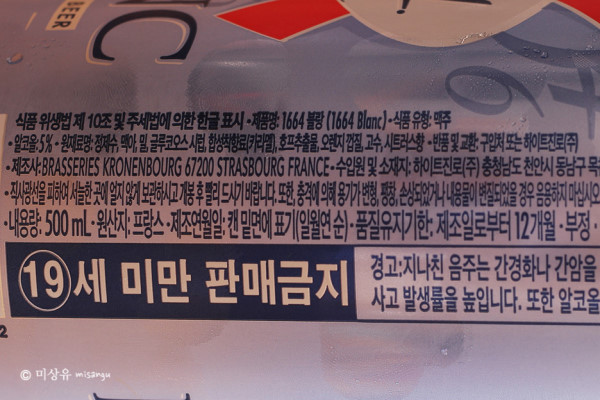 BEER
NC
식품 위생법 제 10조 및 주세법에 의한 한글 표시 •제품명: 1664 블랑 (1664 Blanc) •식품 유형: 맥주
•알코올: 5% •원재료명: 정제수, 맥아, 밀, 글루코오스 시럽, 합성착향료(카라멜), 호프추출물, 오렌지 껍질, 고수, 시트러스향 •반품 및 교환: 구입처 또는 하이트진로(주)
•제조사: BRASSERIES KRONENBOURG 67200 STRASBOURG FRANCE •수입원 및 소재지: 하이트진로(주) 충청남도 천안시 동남구 목
•직사광선을 피하여 서늘한 곳에 앉지 않게 보관하시고 개봉 후 빨리 드시기 바랍니다. 또한, 충격에 의해 용기가 변형, 팽창, 손상되었거나 내용물이 변질되었을 경우 음용하지 마십시오
•내용량: 500 mL •원산지: 프랑스 •제조연월일: 캔 밑면에 표기(일월연 순) •품질유지기한: 제조일로부터 12개월 •부정
19세 미만 판매금지
경고: 지나친 음주는 간경화나 간암을
사고 발생률을 높입니다. 또한 알코올
2
© 미상유 misangu